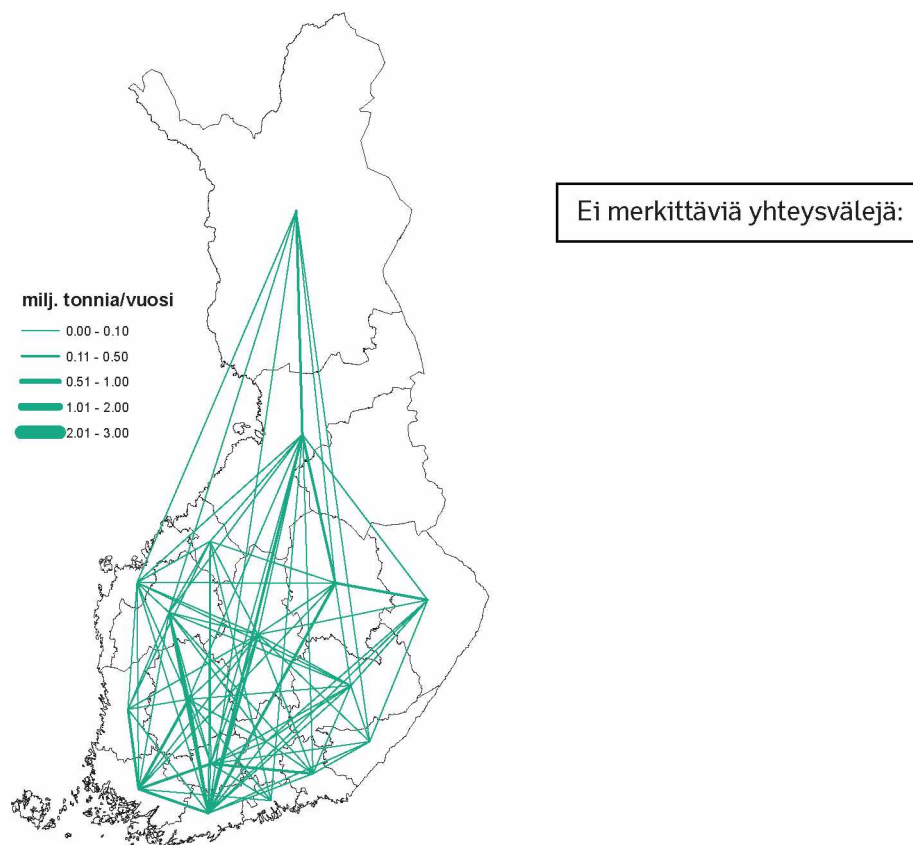 Ei merkittäviä yhteysvälejä:
milj. tonnia/vuosi
0.00 - 0.10
0.11 - 0.50
0.51 - 1.00
1.01 - 2.00
2.01 - 3.00